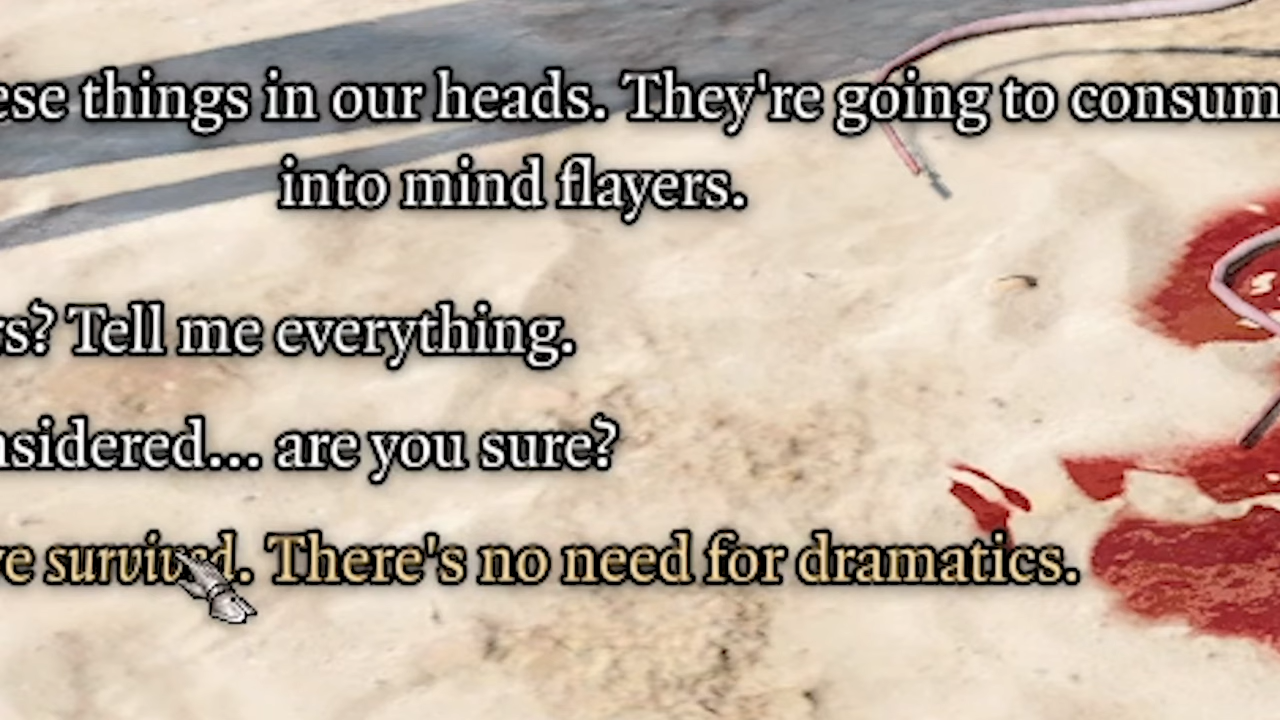 ese things in our heads. They're going to consum
into mind flayers.
s? Tell me everything.
nsidered... are you sure?
ve survived. There's no need for dramatics.